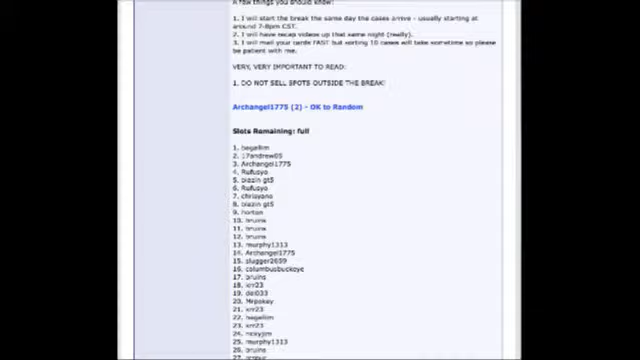 A few things you should know:
1. I will start the break the same day the cases arrive - usually starting at
around 7-8pm CST.
2. I will have recap videos up that same night (really).
3. I will mail your cards FAST but sorting 10 cases will take sometime so please
be patient with me.
VERY, VERY IMPORTANT TO READ:
1. DO NOT SELL SPOTS OUTSIDE THE BREAK!
Archangel1775 (2) - OK to Random
Slots Remaining: full
1. hagallim
2. 17andrew05
3. Archangel1775
4. Rufusyo
5. blazin gt5
6. Rufusyo
7.
8. blazin gt5
9. horton
10. bruins
11. bruins
12. bruins
13. murphy1313
14. Archangel1775
15. slugger2659
16. columbusbuckeye
17. bruins
18. krr23
19. del033
20. Mrpokey
21. krr23
22. hagallim
23. krr23
24. rickyjim
25. murphy1313
26. bruins
27.